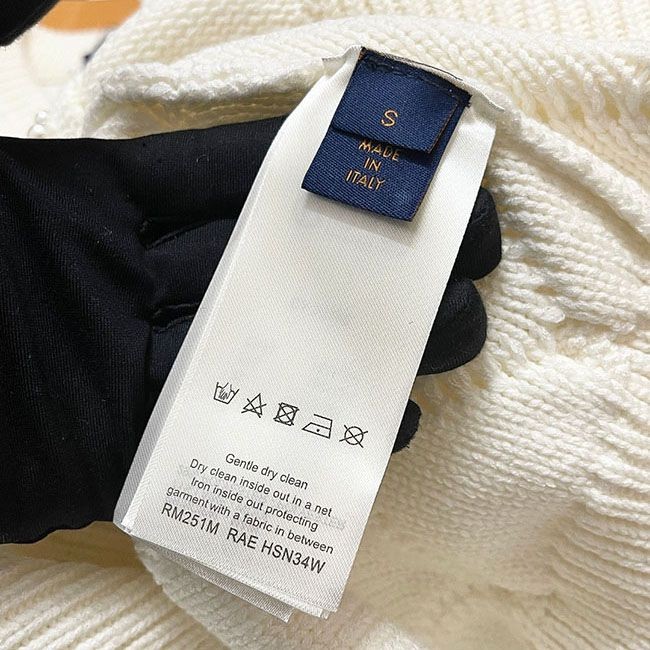 S
MADE
IN
ITALY
Gentle dry clean
Dry clean inside out in a net
Iron inside out protecting
garment with a fabric in between
RM251M RAE HSN34W